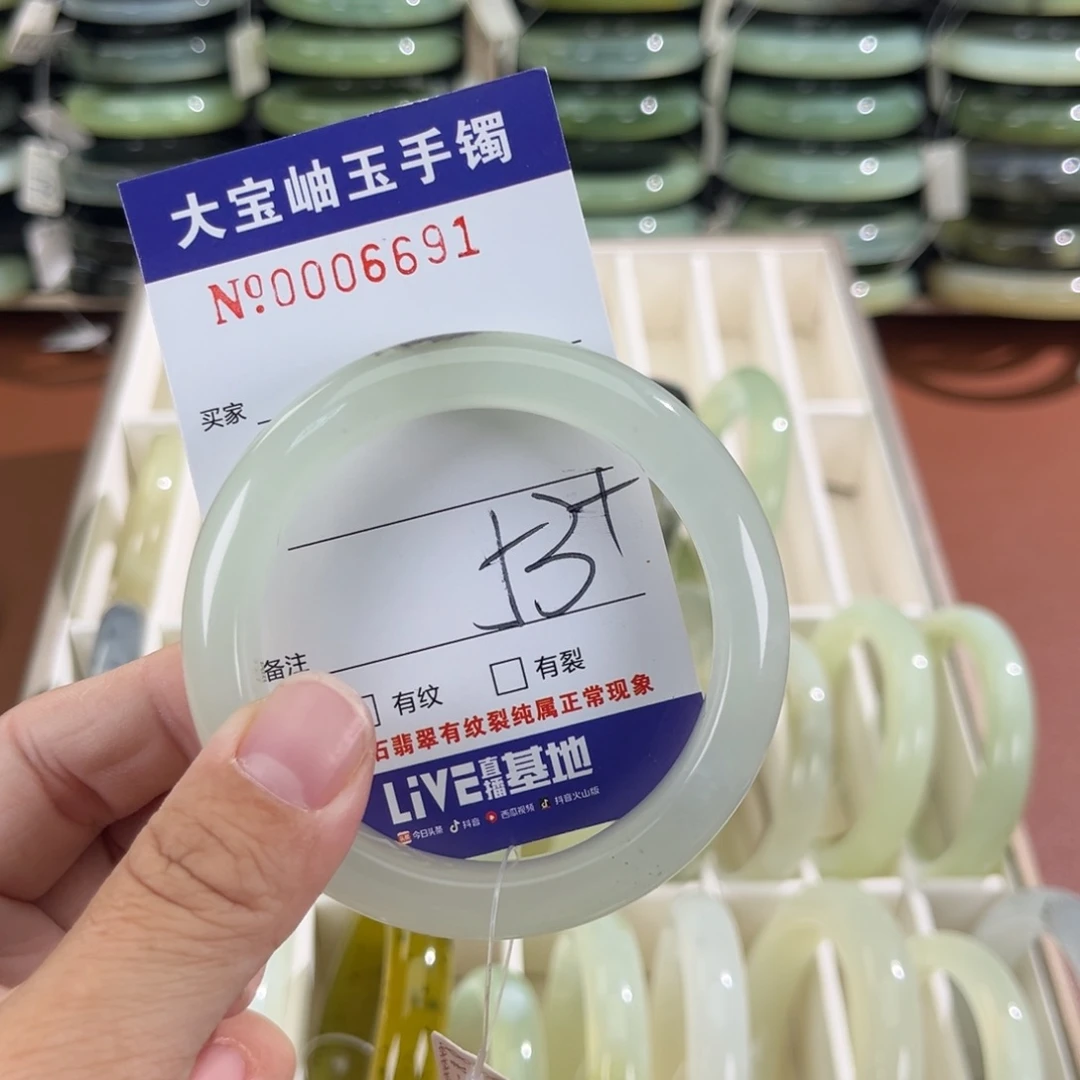 大宝岫玉手镯
Nº:0006691
买家
备注
有纹 □ 有裂
石翡翠有纹裂纯属正常现象
LiVE直播基地
今日头条 抖音 西瓜视频 抖音火山版